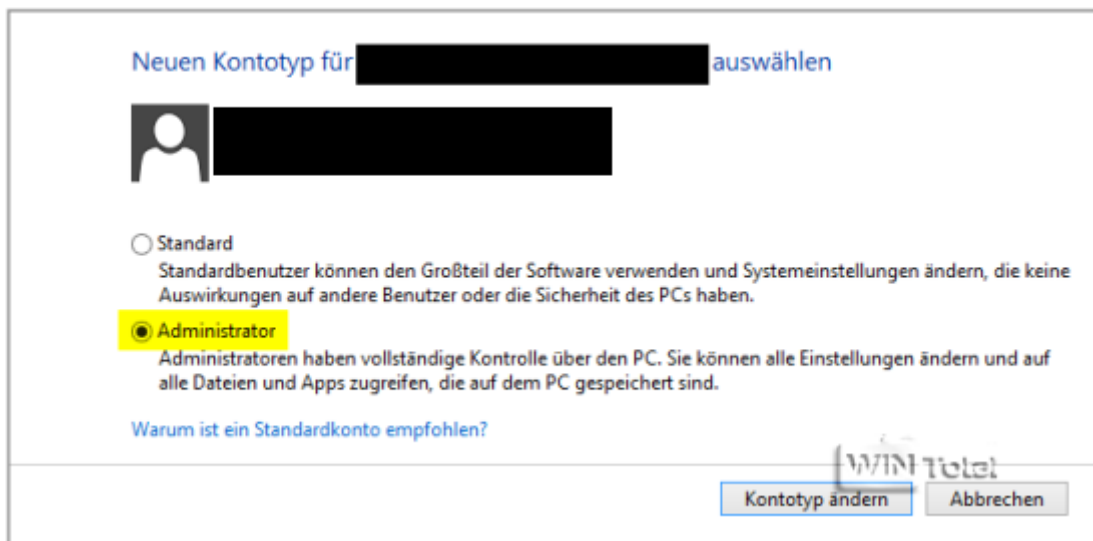 Neuen Kontotyp für auswählen
Standard
Standardbenutzer können den Großteil der Software verwenden und Systemeinstellungen ändern, die keine
Auswirkungen auf andere Benutzer oder die Sicherheit des PCs haben.
Administrator
Administratoren haben vollständige Kontrolle über den PC. Sie können alle Einstellungen ändern und auf
alle Dateien und Apps zugreifen, die auf dem PC gespeichert sind.
Warum ist ein Standardkonto empfohlen?
WIN Total
Kontotyp ändern Abbrechen